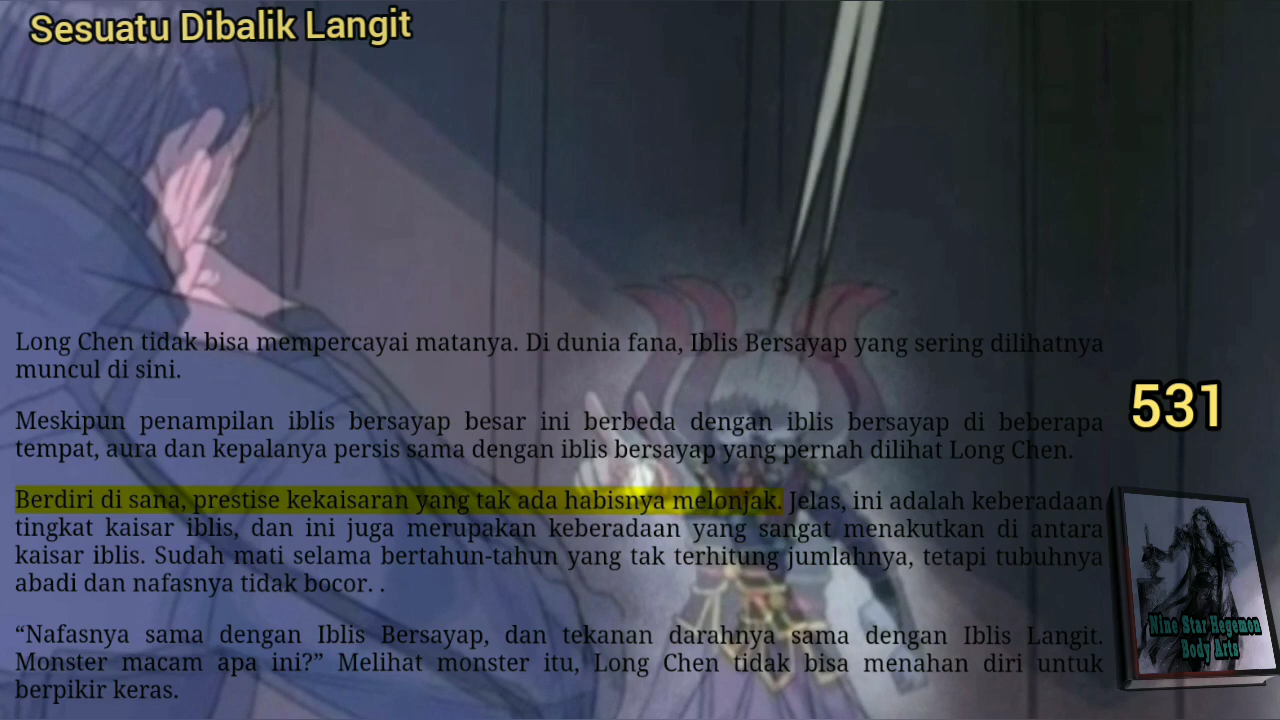 Sesuatu Dibalik Langit
Long Chen tidak bisa mempercayai matanya. Di dunia fana, Iblis Bersayap yang sering dilihatnya
muncul di sini.
Meskipun penampilan iblis bersayap besar ini berbeda dengan iblis bersayap di beberapa
tempat, aura dan kepalanya persis sama dengan iblis bersayap yang pernah dilihat Long Chen.
Berdiri di sana, prestise kekaisaran yang tak ada habisnya melonjak. Jelas, ini adalah keberadaan
tingkat kaisar iblis, dan ini juga merupakan keberadaan yang sangat menakutkan di antara
kaisar iblis. Sudah mati selama bertahun-tahun yang tak terhitung jumlahnya, tetapi tubuhnya
abadi dan nafasnya tidak bocor. .
“Nafasnya sama dengan Iblis Bersayap, dan tekanan darahnya sama dengan Iblis Langit.
Monster macam apa ini?” Melihat monster itu, Long Chen tidak bisa menahan diri untuk
berpikir keras.
531
Nine Star Hegemon
Body Arts